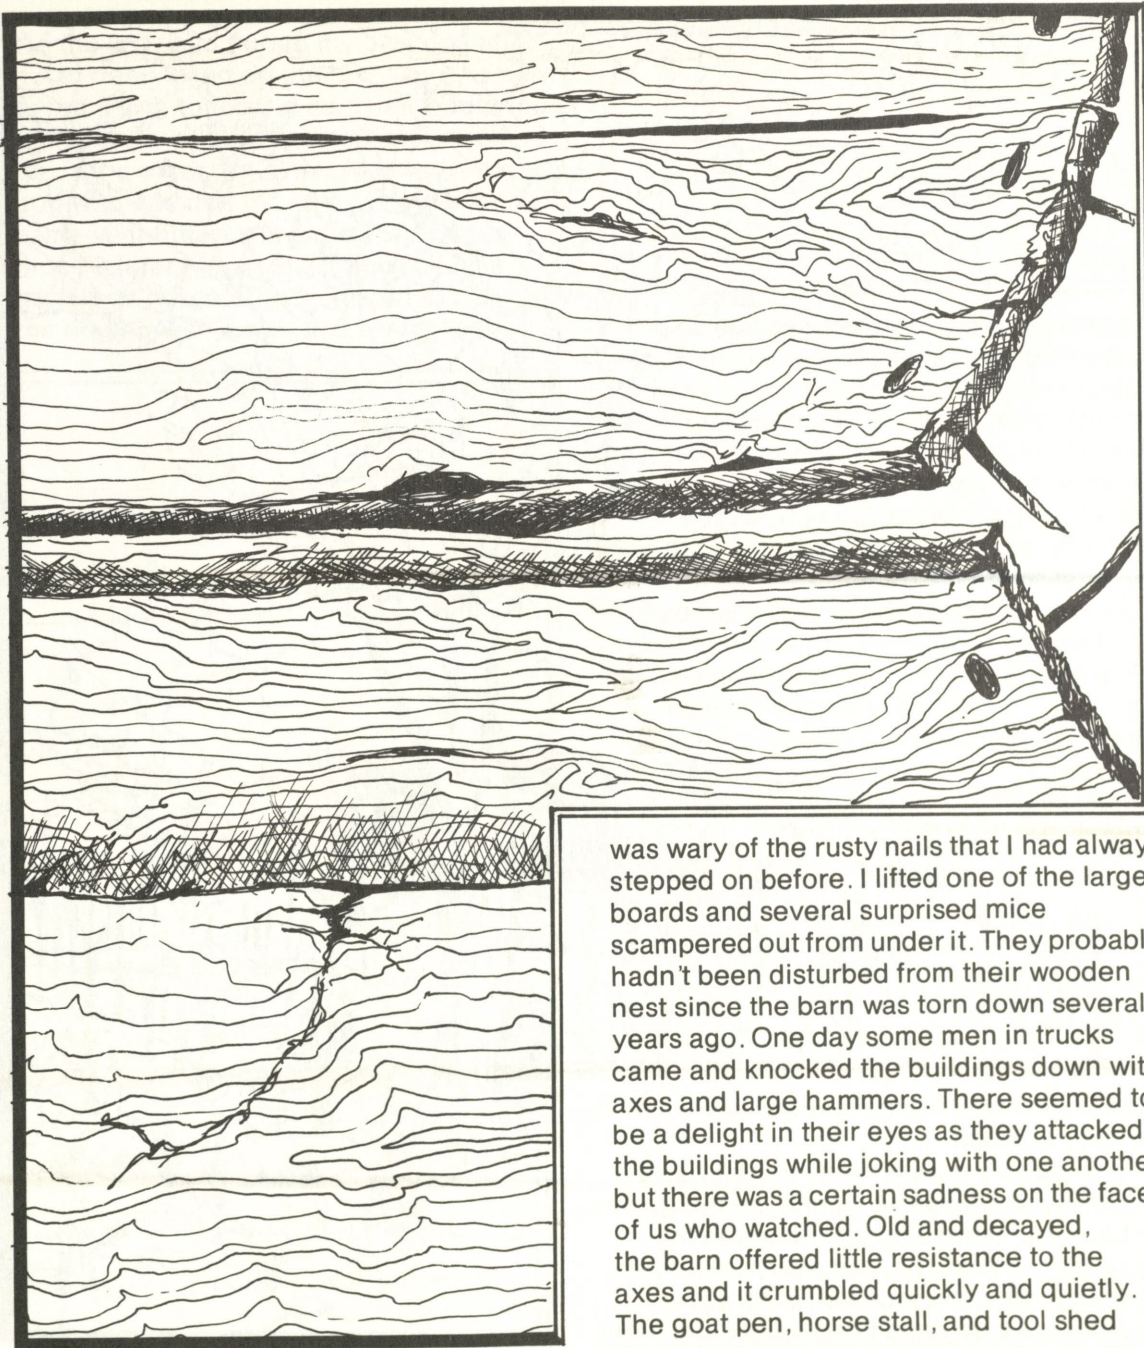 was wary of the rusty nails that I had alway
stepped on before. I lifted one of the large
boards and several surprised mice
scampered out from under it. They probabl
hadn't been disturbed from their wooden
nest since the barn was torn down several
years ago. One day some men in trucks
came and knocked the buildings down wit
axes and large hammers. There seemed to
be a delight in their eyes as they attacked
the buildings while joking with one anothe
but there was a certain sadness on the face
of us who watched. Old and decayed,
the barn offered little resistance to the
axes and it crumbled quickly and quietly.
The goat pen, horse stall, and tool shed